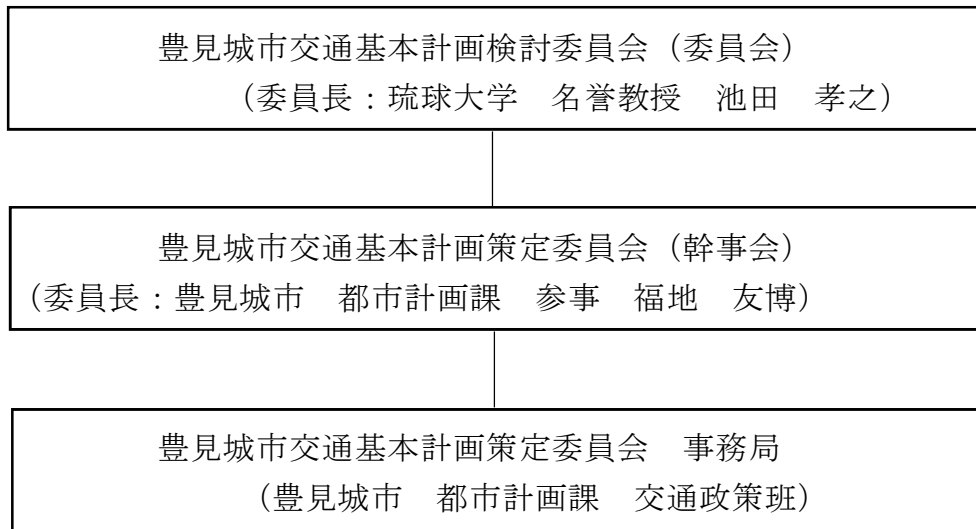 豊見城市交通基本計画検討委員会（委員会）
（委員長：琉球大学　名誉教授　池田　孝之）
豊見城市交通基本計画策定委員会（幹事会）
（委員長：豊見城市　都市計画課　参事　福地　友博）
豊見城市交通基本計画策定委員会　事務局
（豊見城市　都市計画課　交通政策班）